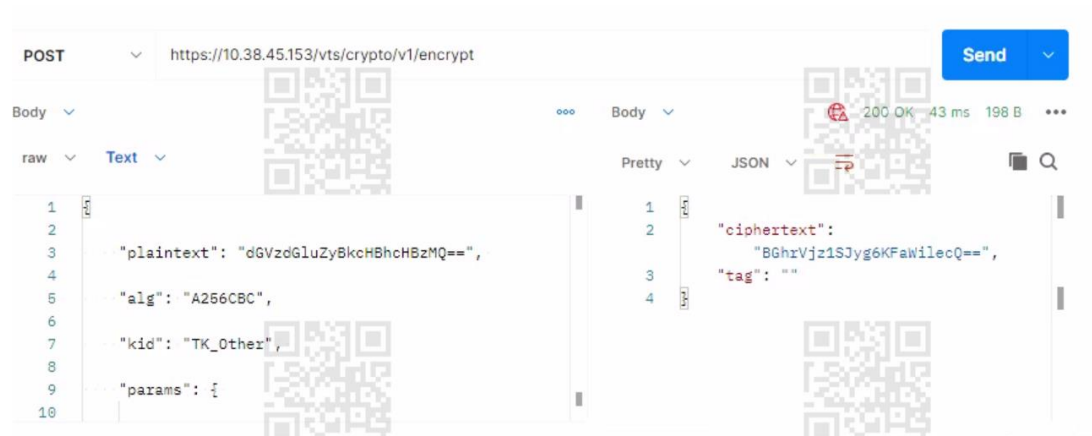 POST https://10.38.45.153/vts/crypto/v1/encrypt Send
Body Body 200 OK 43 ms 198 B
raw Text Pretty JSON
1 {
2
3 "plaintext": "dGVzdGluZyBkcHBhcHBzMQ==",
4
5 "alg": "A256CBC",
6
7 "kid": "TK_Other",
8
9 "params": {
10
1 {
2 "ciphertext":
"BGhrVjz1SJyg6KFaWilecQ==",
3 "tag": ""
4 }